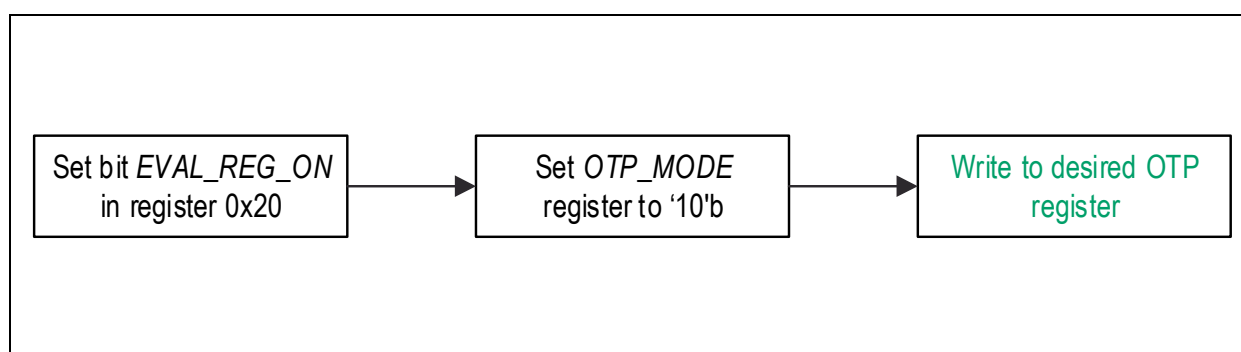 Set bit EVAL_REG_ON
in register 0x20
Set OTP_MODE
register to ‘10'b
Write to desired OTP
register